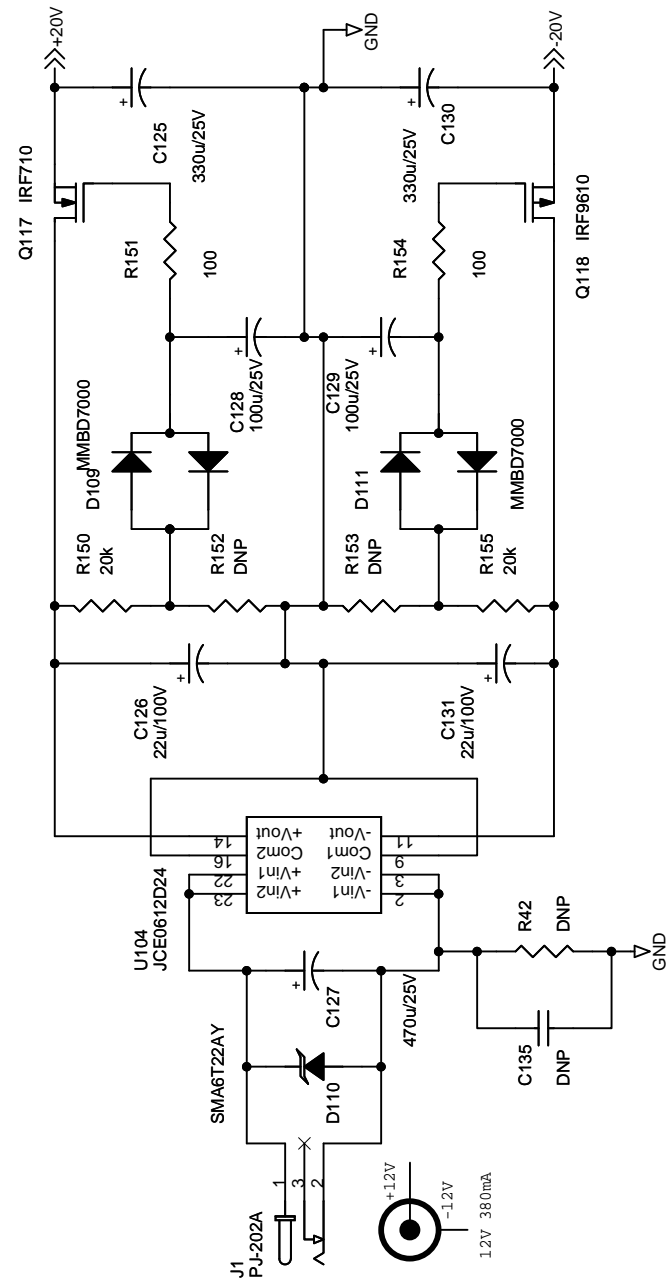 +20V
GND
-20V
C125
330u/25V
C130
330u/25V
Q117 IRF710
R151
100
R154
100
Q118 IRF9610
C128
100u/25V
C129
100u/25V
MMBD7000
D109
D111
MMBD7000
R150
20k
R152
DNP
R153
DNP
R155
20k
C126
22u/100V
C131
22u/100V
U104
JCE0612D24
+Vout
Com2
+Vin1
+Vin2
-Vout
Com1
-Vin2
-Vin1
14
16
22
23
11
9
3
2
+
+
+
+
+
+
+
C127
470u/25V
SMA6T22AY
D110
R42
DNP
C135
DNP
GND
J1
PJ-202A
1
3
2
+12V
-12V
12V 380mA